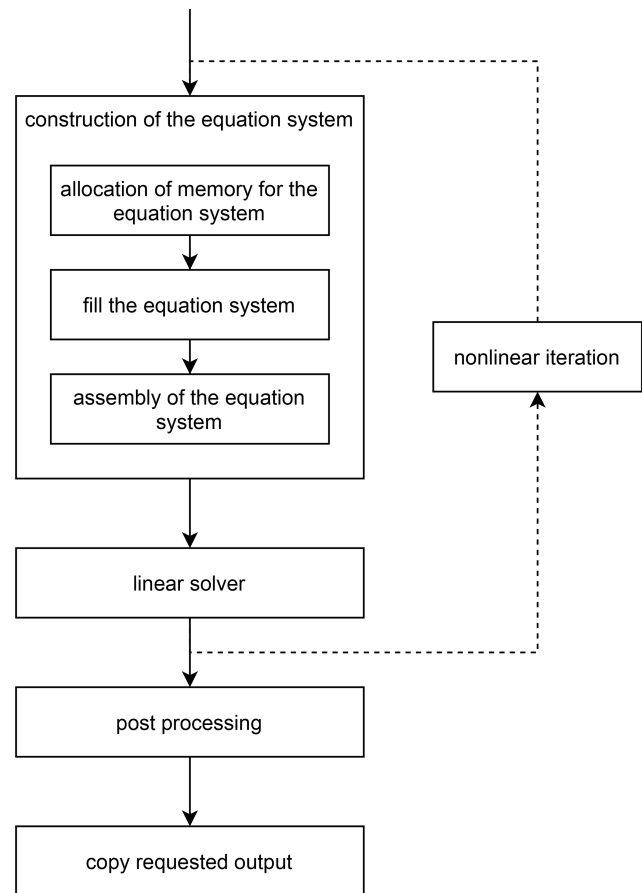 construction of the equation system
allocation of memory for the
equation system
fill the equation system
assembly of the equation
system
nonlinear iteration
linear solver
post processing
copy requested output